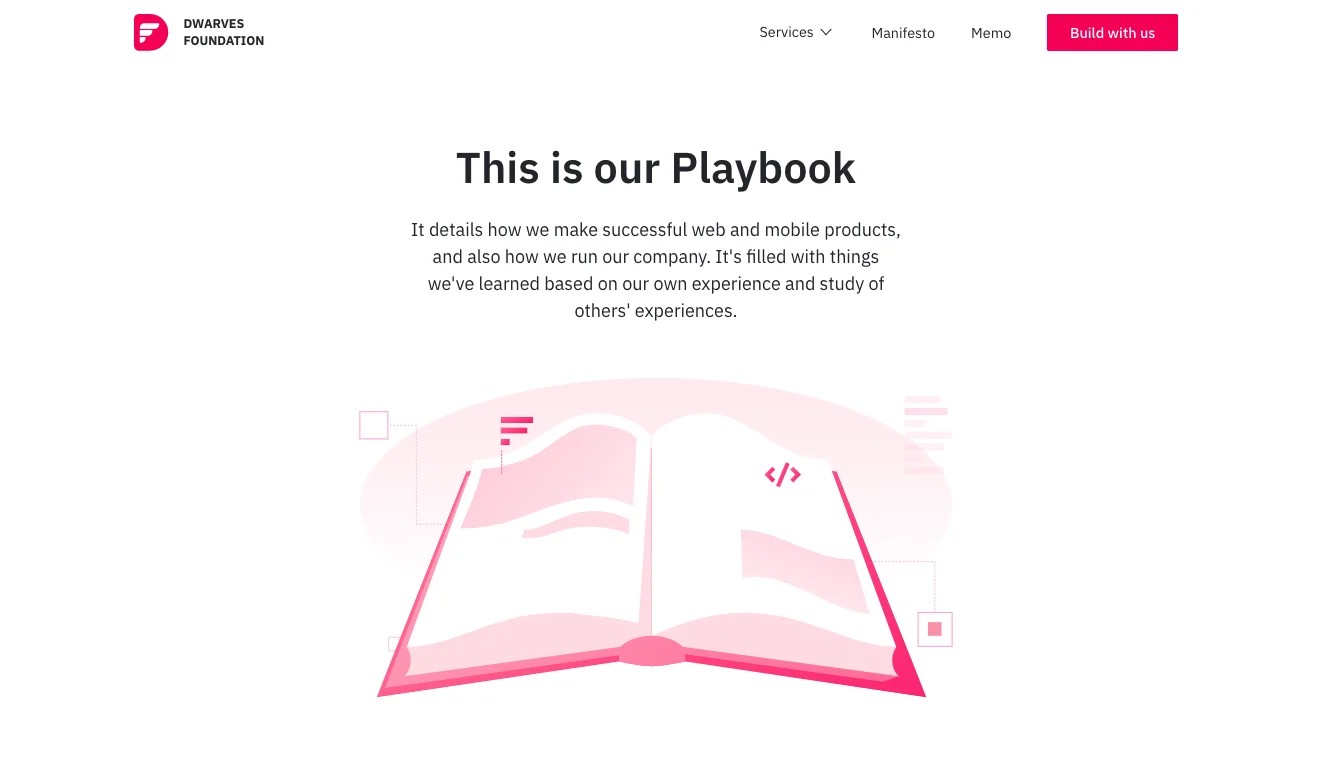 DWARVES
FOUNDATION
Services
Manifesto
Memo
Build with us
This is our Playbook
It details how we make successful web and mobile products,
and also how we run our company. It's filled with things
we've learned based on our own experience and study of
others' experiences.
</>